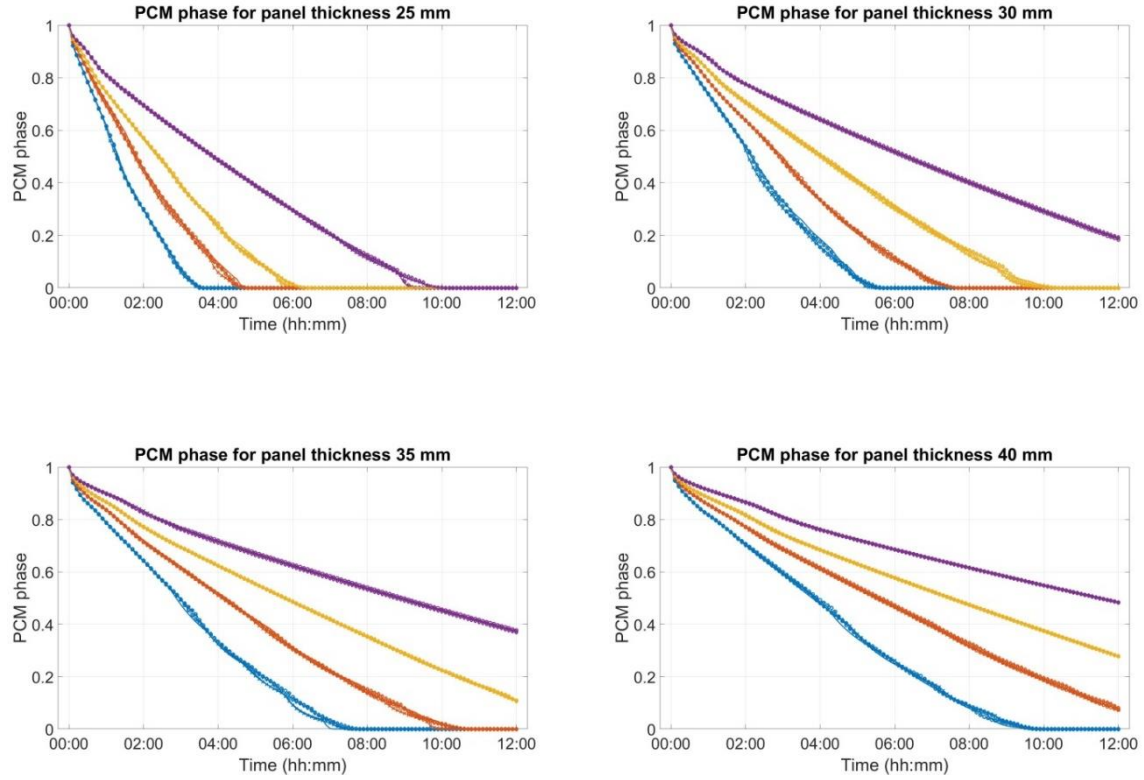 PCM phase for panel thickness 25 mm
PCM phase
1
0.8
0.6
0.4
0.2
0
00:00 02:00 04:00 06:00 08:00 10:00 12:00
Time (hh:mm)
PCM phase for panel thickness 30 mm
PCM phase
1
0.8
0.6
0.4
0.2
0
00:00 02:00 04:00 06:00 08:00 10:00 12:00
Time (hh:mm)
PCM phase for panel thickness 35 mm
PCM phase
1
0.8
0.6
0.4
0.2
0
00:00 02:00 04:00 06:00 08:00 10:00 12:00
Time (hh:mm)
PCM phase for panel thickness 40 mm
PCM phase
1
0.8
0.6
0.4
0.2
0
00:00 02:00 04:00 06:00 08:00 10:00 12:00
Time (hh:mm)